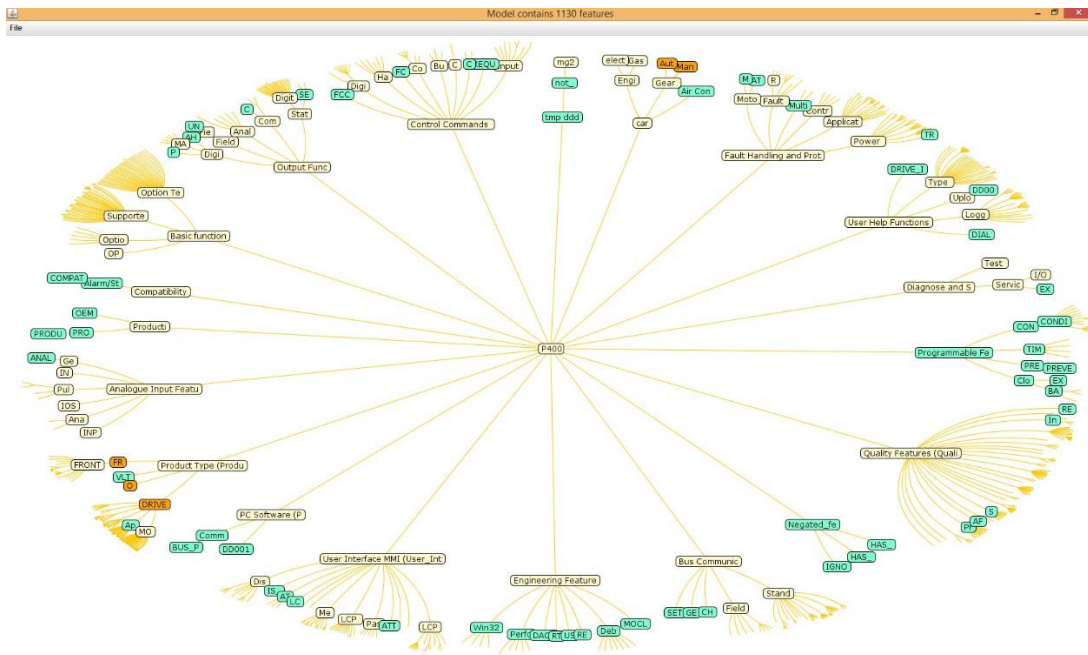 Model contains 1130 features
File
mg2
not_
tmp ddd
elect
Gas
Engi
Aut
Man
Gear
Air Con
car
Control Commands
Digi
Ha
FC
Co
Bu
C
FCC
Input
Digit
SE
Stat
C
Com
Anal
UN
AH
Field
MA
P
Digi
Output Func
Option Te
Supporte
Optio
OP
Basic function
COMPAT
Alarm/St
Compatibility
OEM
PRODU
PRO
Producti
ANAL
Ge
IN
Pul
IOS
Ana
INP
Analogue Input Featu
FRONT
FR
VLT
O
DRIVE
Ap
MO
Product Type (Produ
PC Software (P
Comm
BUS_P
DD001
User Interface MMI (User_Int
Dis
IS_
LC
Me
LCP
Pas
ATT
LCP
Engineering Feature
Win32
Perfo
DAC
RT
US
RE
Deb
MOCL
Bus Communic
SET
GE
CH
Field
Stand
Negated_fe
HAS_
HAS_
IGNO
Quality Features (Quali
RE
In
S
AF
Programmable Fe
CON
CONDI
TIM
PRE
PREVE
Clo
EX
BA
Diagnose and S
Test
Servic
I/O
EX
User Help Functions
DRIVE_I
Type
Uplo
DD00
Logg
DIAL
Fault Handling and Prot
M
AT
R
Moto
Fault
Multi
Contr
Applicat
Power
TR
P400